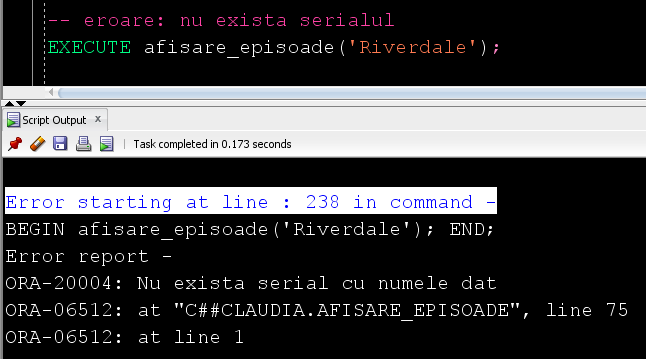 -- eroare: nu exista serialul
EXECUTE afisare_episoade('Riverdale');
Script Output x
Task completed in 0.173 seconds
Error starting at line : 238 in command -
BEGIN afisare_episoade('Riverdale'); END;
Error report -
ORA-20004: Nu exista serial cu numele dat
ORA-06512: at "C##CLAUDIA.AFISARE_EPISOADE", line 75
ORA-06512: at line 1